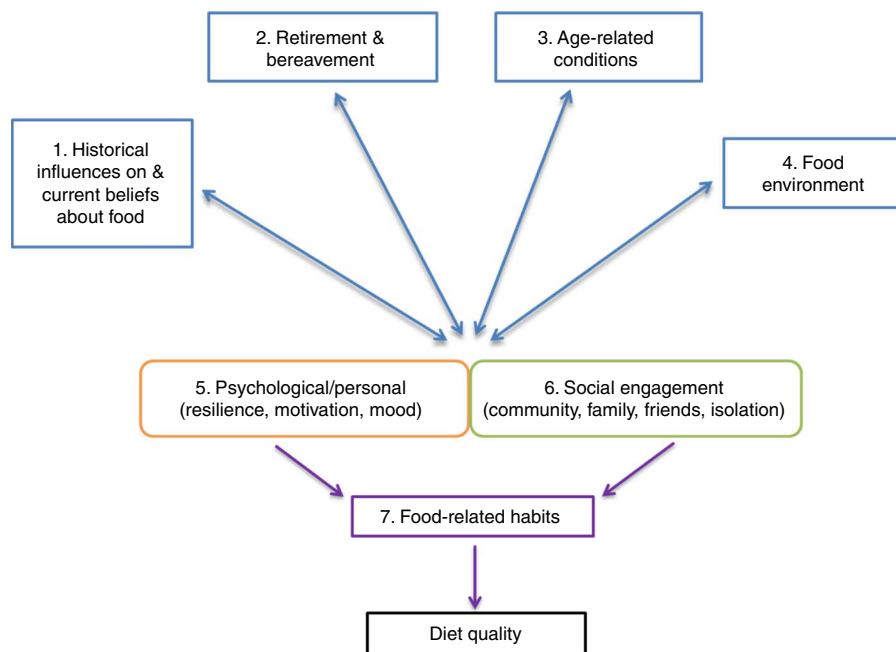 2. Retirement &
bereavement
3. Age-related
conditions
1. Historical
influences on &
current beliefs
about food
4. Food
environment
5. Psychological/personal
(resilience, motivation, mood)
6. Social engagement
(community, family, friends, isolation)
7. Food-related habits
Diet quality